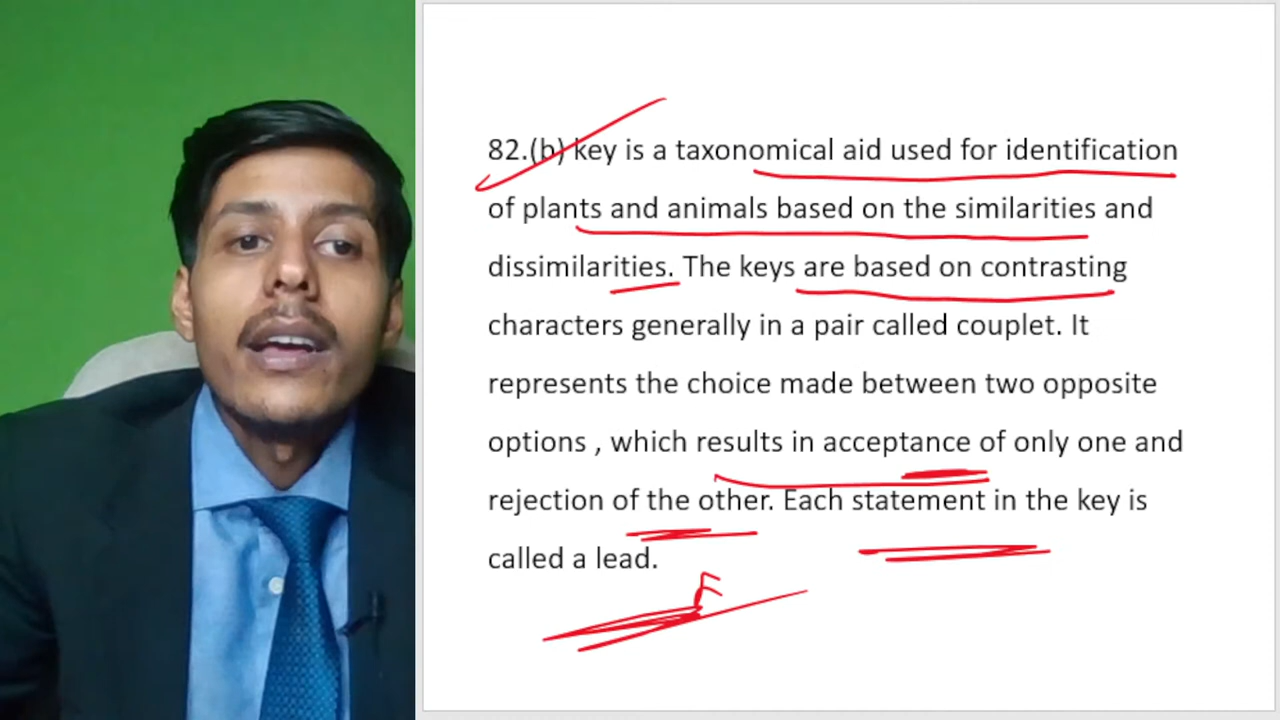 82.(b) key is a taxonomical aid used for identification
of plants and animals based on the similarities and
dissimilarities. The keys are based on contrasting
characters generally in a pair called couplet. It
represents the choice made between two opposite
options , which results in acceptance of only one and
rejection of the other. Each statement in the key is
called a lead.